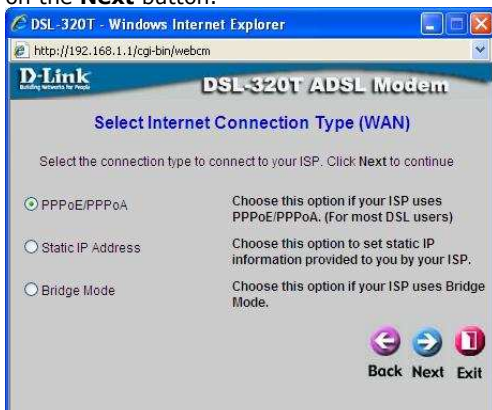 on the Next button.
DSL-320T - Windows Internet Explorer
http://192.168.1.1/cgi-bin/webcm
D-Link
Building Networks for People
DSL-320T ADSL Modem
Select Internet Connection Type (WAN)
Select the connection type to connect to your ISP. Click Next to continue
PPPoE/PPPoA
Choose this option if your ISP uses
PPPoE/PPPoA. (For most DSL users)
Static IP Address
Choose this option to set static IP
information provided to you by your ISP.
Bridge Mode
Choose this option if your ISP uses Bridge
Mode.
Back Next Exit